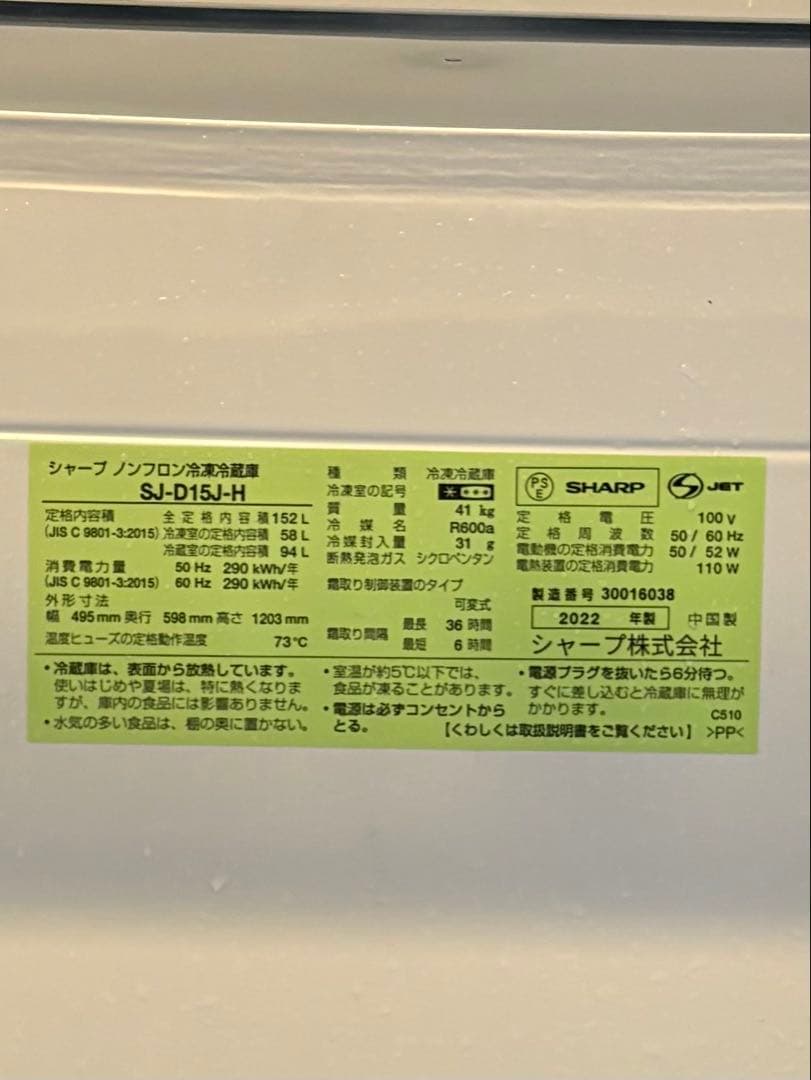 シャープ ノンフロン冷凍冷蔵庫
SJ-D15J-H
定格内容積 全定格内容積 152 L
(JIS C 9801-3:2015) 冷凍室の定格内容積 58 L
冷蔵室の定格内容積 94 L
消費電力量 50 Hz 290 kWh/年
(JIS C 9801-3:2015) 60 Hz 290 kWh/年
外形寸法
幅 495 mm 奥行 598 mm 高さ 1203 mm
温度ヒューズの定格動作温度 73℃
種類 冷凍冷蔵庫
冷凍室の記号
質量 41 kg
冷媒名 R600a
冷媒封入量 31 g
断熱発泡ガス シクロペンタン
霜取り制御装置のタイプ
可変式
霜取り間隔 最長 36 時間
最短 6 時間
PS E SHARP S JET
定格電圧 100 V
定格周波数 50 / 60 Hz
電動機の定格消費電力 50 / 52 W
電熱装置の定格消費電力 110 W
製造番号 30016038
2022 年製 中国製
シャープ株式会社
・冷蔵庫は、表面から放熱しています。
使いはじめや夏場は、特に熱くなりま
すが、庫内の食品には影響ありません。
・水気の多い食品は、棚の奥に置かない。
・室温が約5℃以下では、
食品が凍ることがあります。
・電源は必ずコンセントから
とる。
・電源プラグを抜いたら6分待つ。
すぐに差し込むと冷蔵庫に無理が
かかります。
C510
【くわしくは取扱説明書をご覧ください】 >PP<